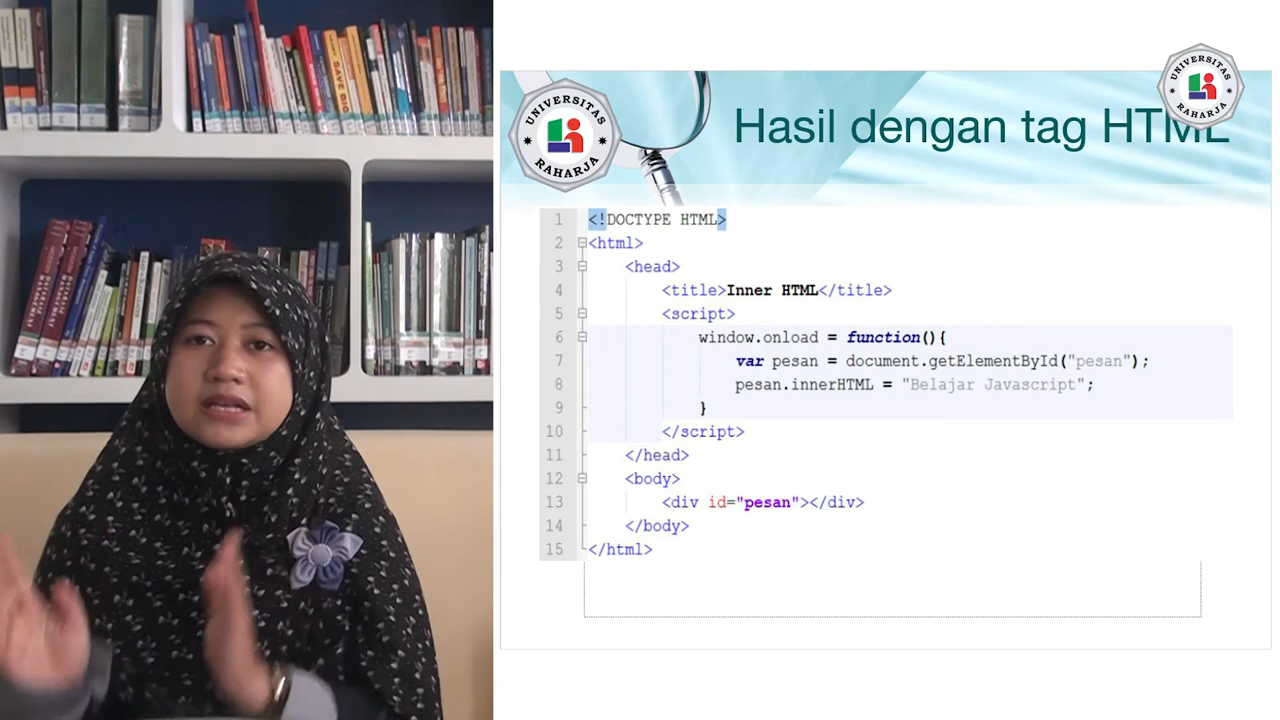 SAVE BIG
UNIVERSITAS
RAHARJA
UNIVERSITAS
RAHARJA
Hasil dengan tag HTML
1 <!DOCTYPE HTML>
2 <html>
3 <head>
4 <title>Inner HTML</title>
5 <script>
6 window.onload = function(){
7 var pesan = document.getElementById("pesan");
8 pesan.innerHTML = "Belajar Javascript";
9 }
10 </script>
11 </head>
12 <body>
13 <div id="pesan"></div>
14 </body>
15 </html>